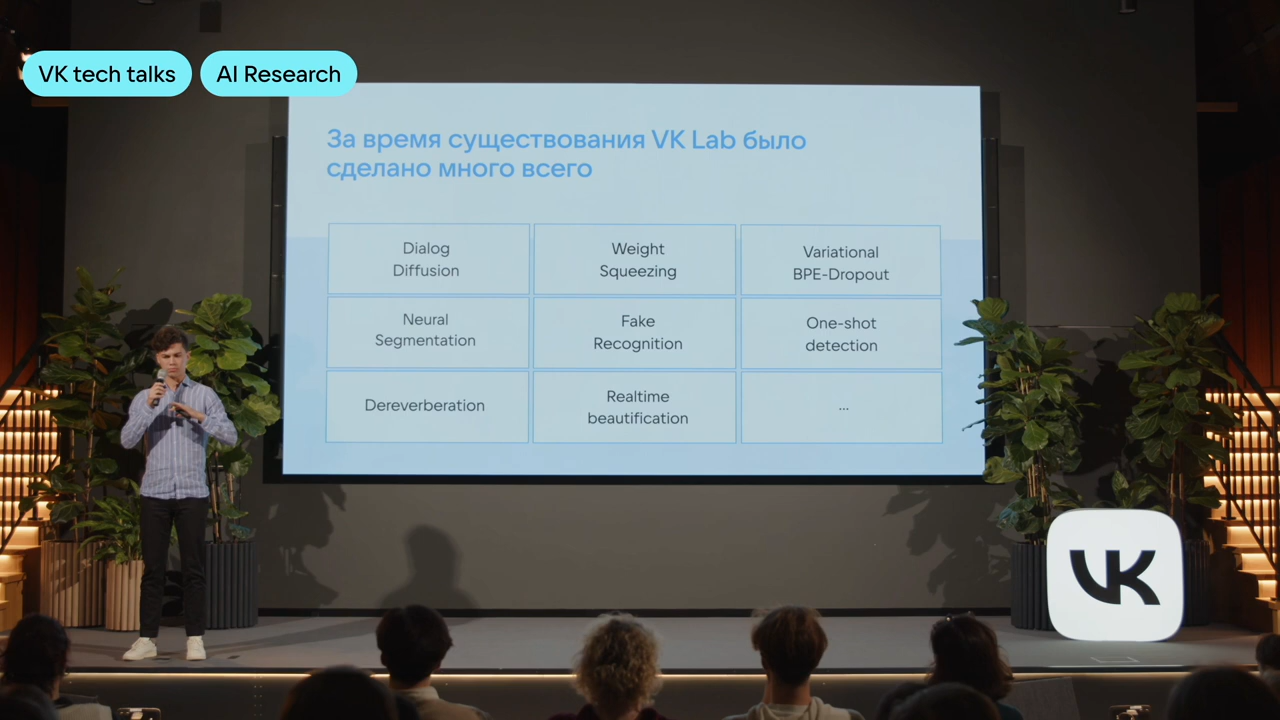 VK tech talks
AI Research
За время существования VK Lab было
сделано много всего
Dialog
Diffusion
Weight
Squeezing
Variational
BPE-Dropout
Neural
Segmentation
Fake
Recognition
One-shot
detection
Dereverberation
Realtime
beautification
...
VK